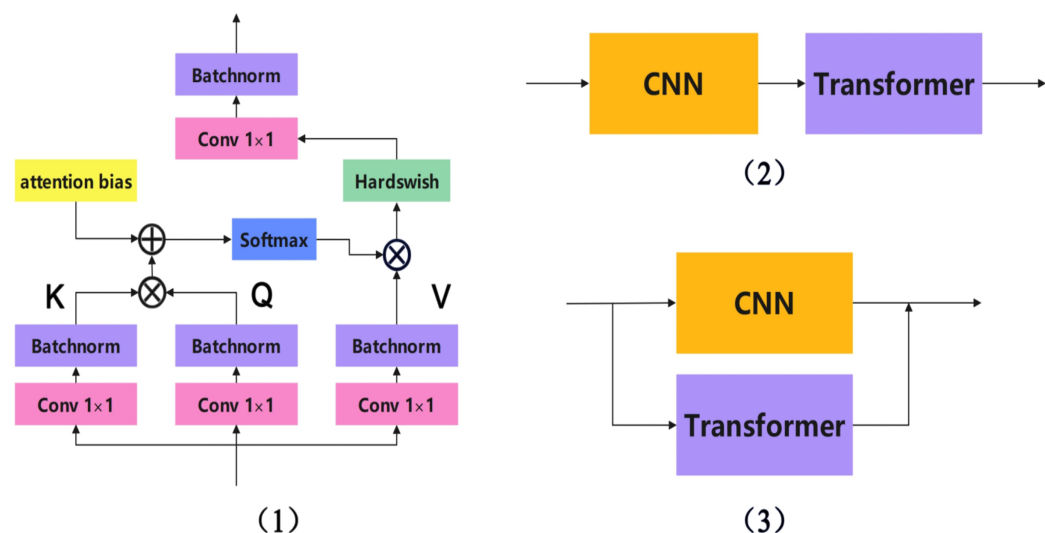 Batchnorm
Conv 1×1
attention bias
Hardswish
Softmax
K
Q
V
Batchnorm
Batchnorm
Batchnorm
Conv 1×1
Conv 1×1
Conv 1×1
(1)
CNN
Transformer
(2)
CNN
Transformer
(3)